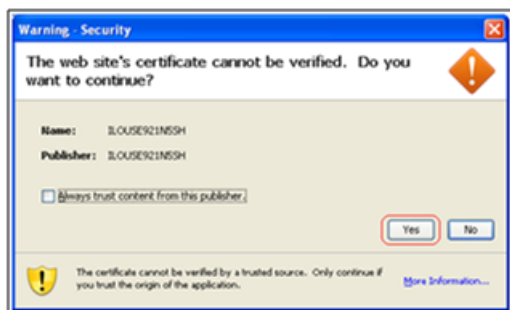 Warning - Security
The web site's certificate cannot be verified. Do you
want to continue?
Name: ILOUSE921NSSH
Publisher: ILOUSE921NSSH
Always trust content from this publisher.
Yes No
The certificate cannot be verified by a trusted source. Only continue if
you trust the origin of the application.
More Information...